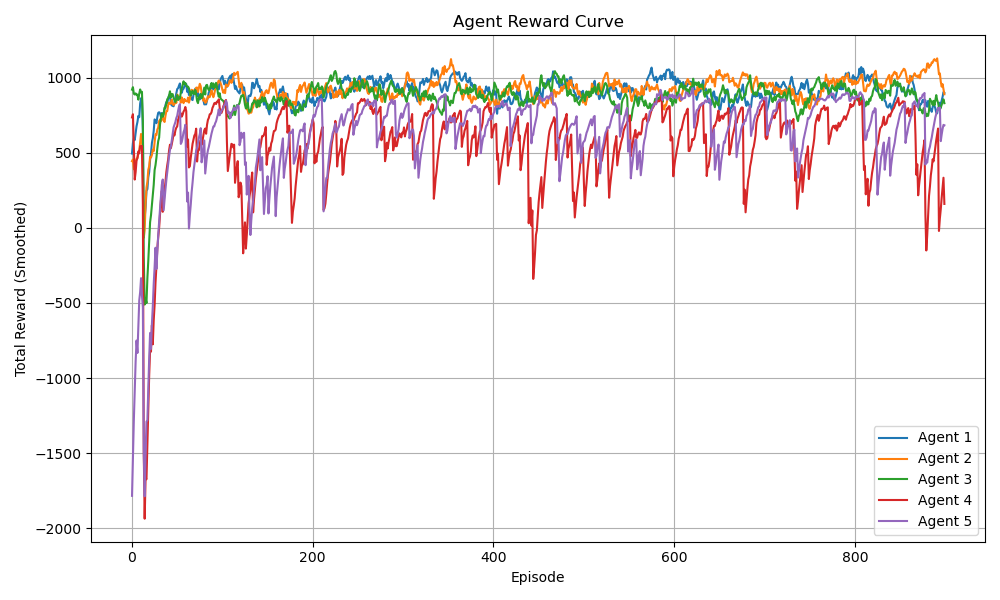 Agent Reward Curve
Total Reward (Smoothed)
1000
500
0
−500
−1000
−1500
−2000
0 200 400 600 800
Episode
Agent 1
Agent 2
Agent 3
Agent 4
Agent 5